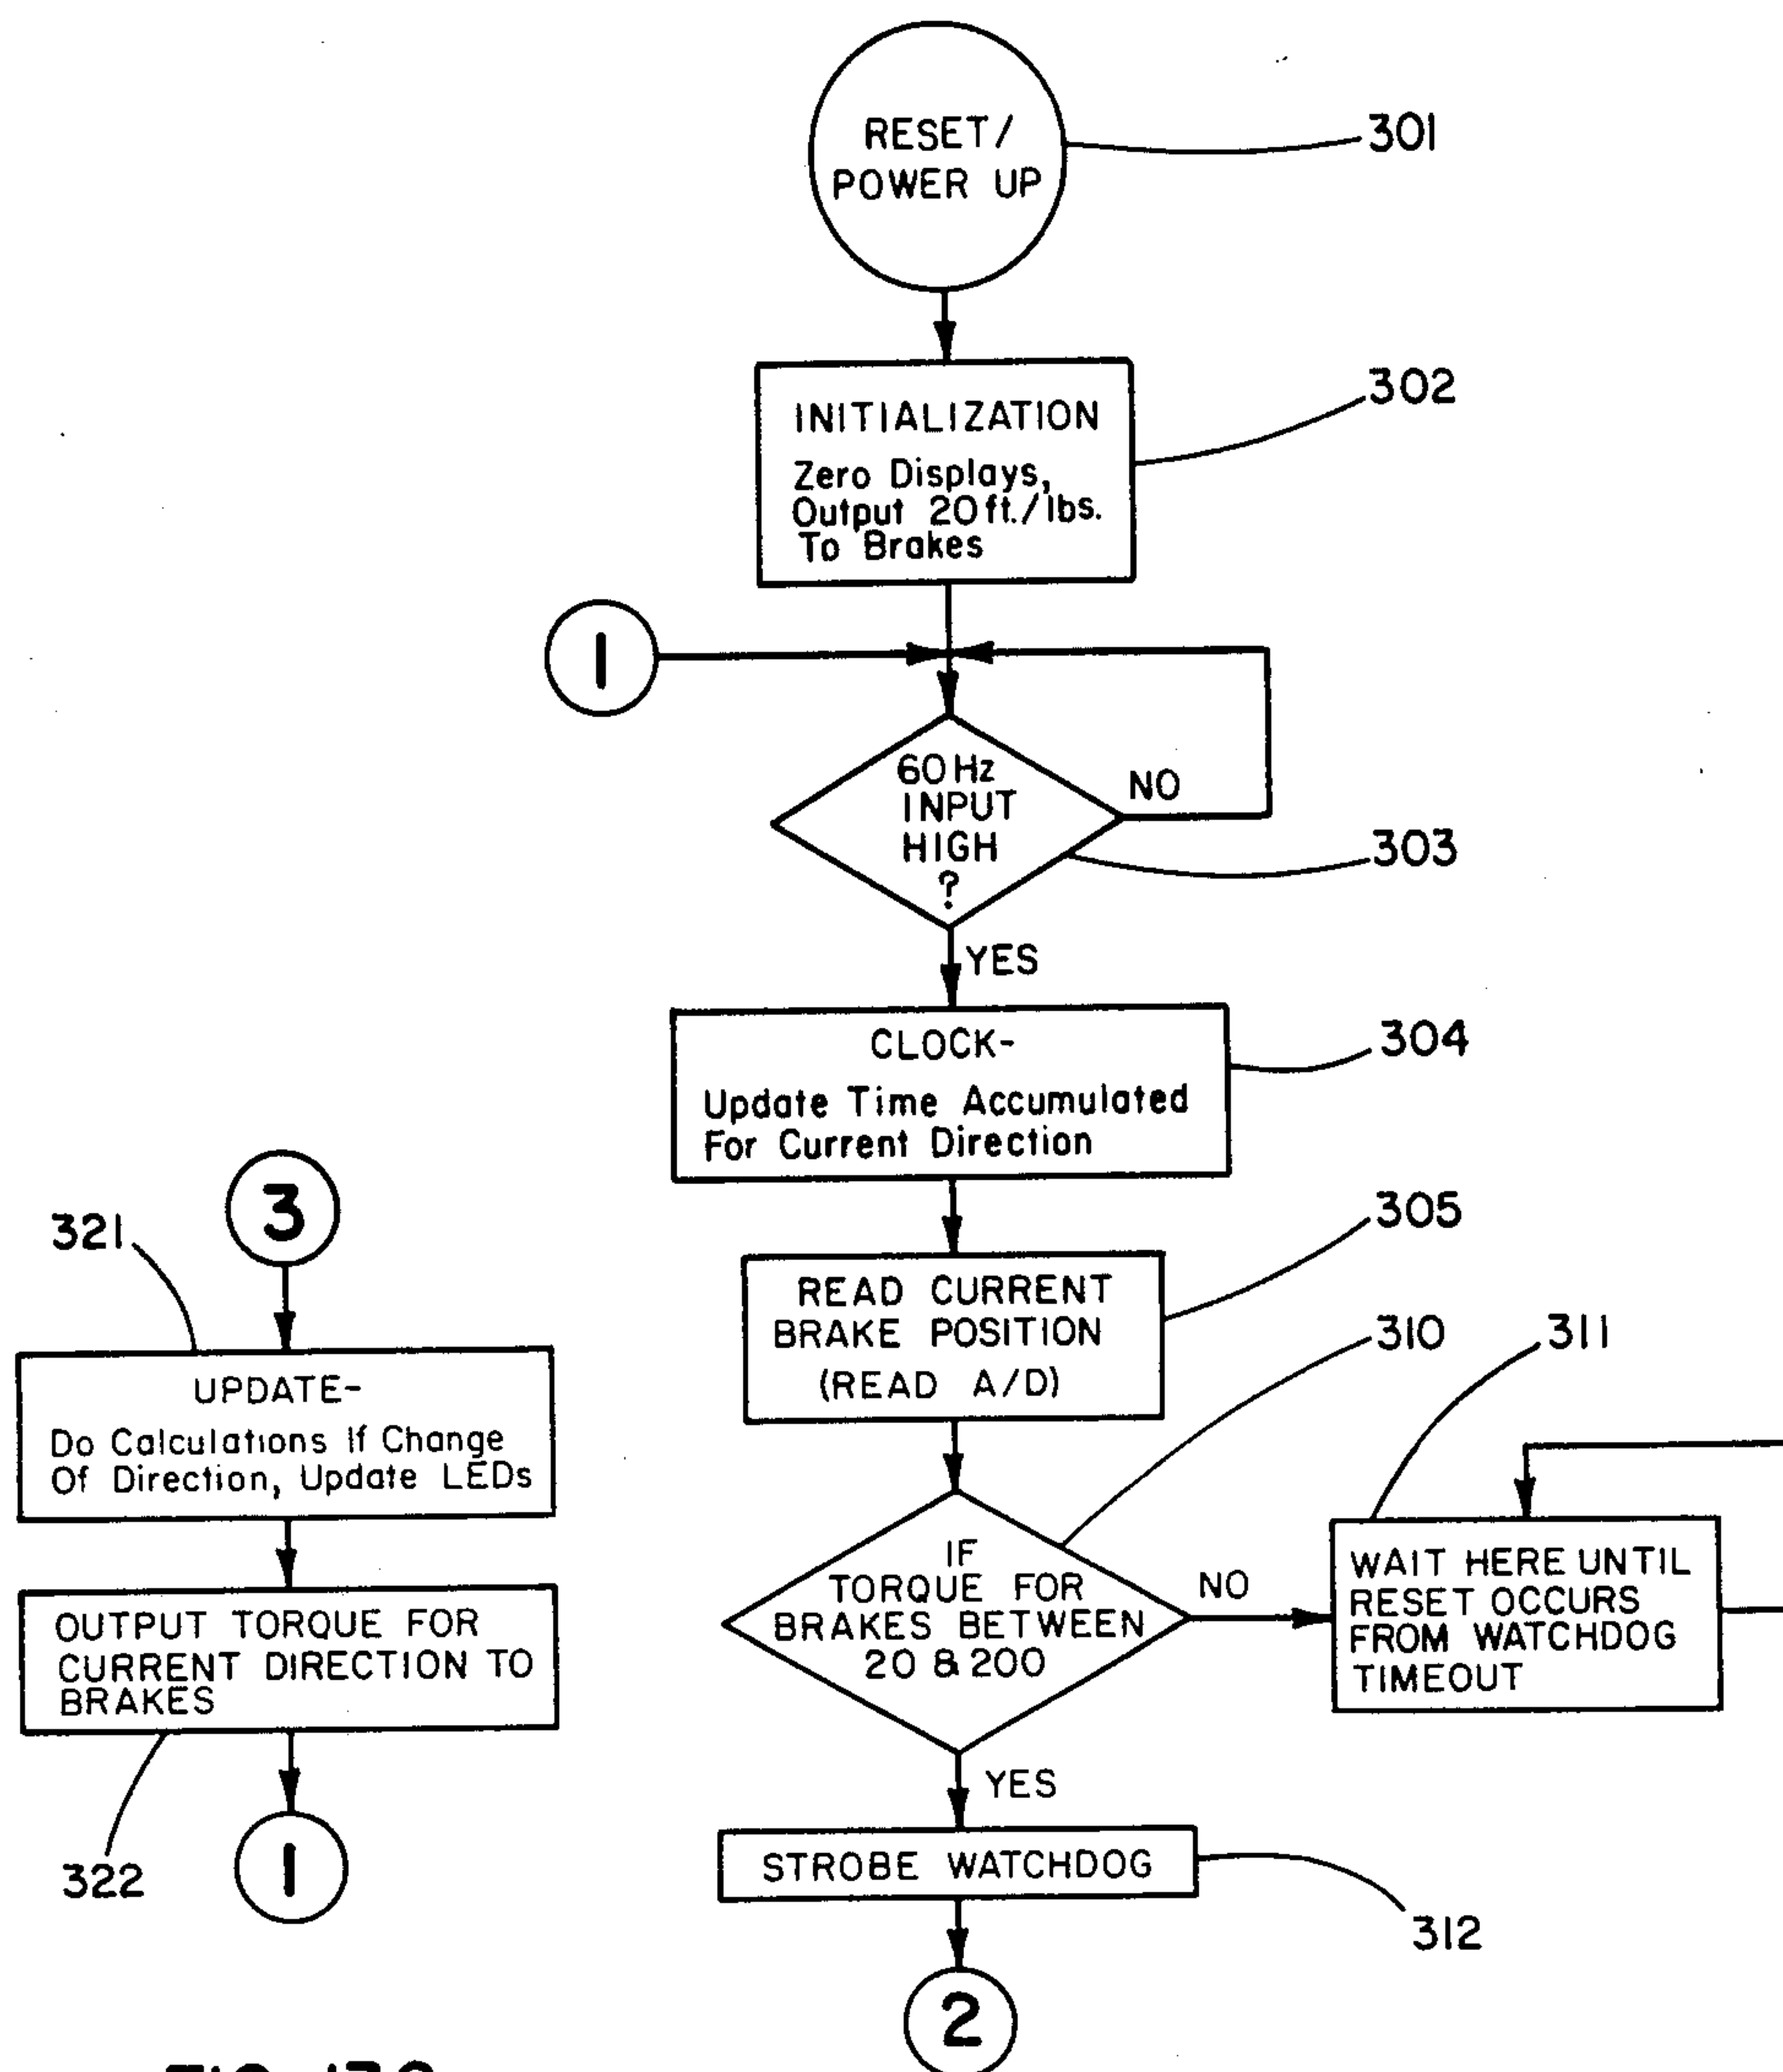 RESET/
POWER UP
301
INITIALIZATION
Zero Displays,
Output 20 ft./lbs.
To Brakes
302
1
60 Hz
INPUT
HIGH
?
NO
303
YES
CLOCK-
Update Time Accumulated
For Current Direction
304
READ CURRENT
BRAKE POSITION
(READ A/D)
305
IF
TORQUE FOR
BRAKES BETWEEN
20 & 200
310
NO
WAIT HERE UNTIL
RESET OCCURS
FROM WATCHDOG
TIMEOUT
311
YES
STROBE WATCHDOG
312
2
3
321
UPDATE-
Do Calculations If Change
Of Direction, Update LEDs
OUTPUT TORQUE FOR
CURRENT DIRECTION TO
BRAKES
322
1